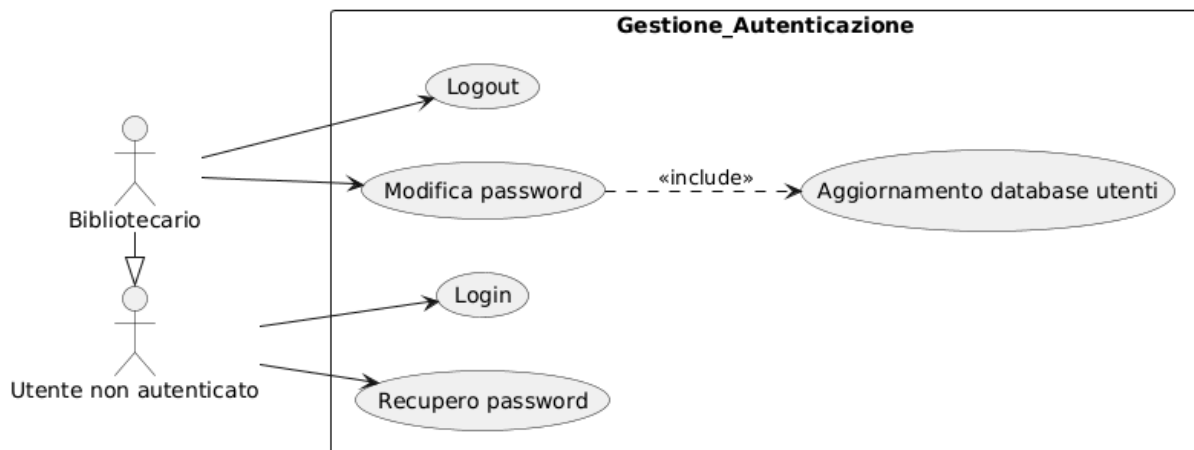 Gestione_Autenticazione
Logout
Bibliotecario
Modifica password
«include»
Aggiornamento database utenti
Login
Utente non autenticato
Recupero password